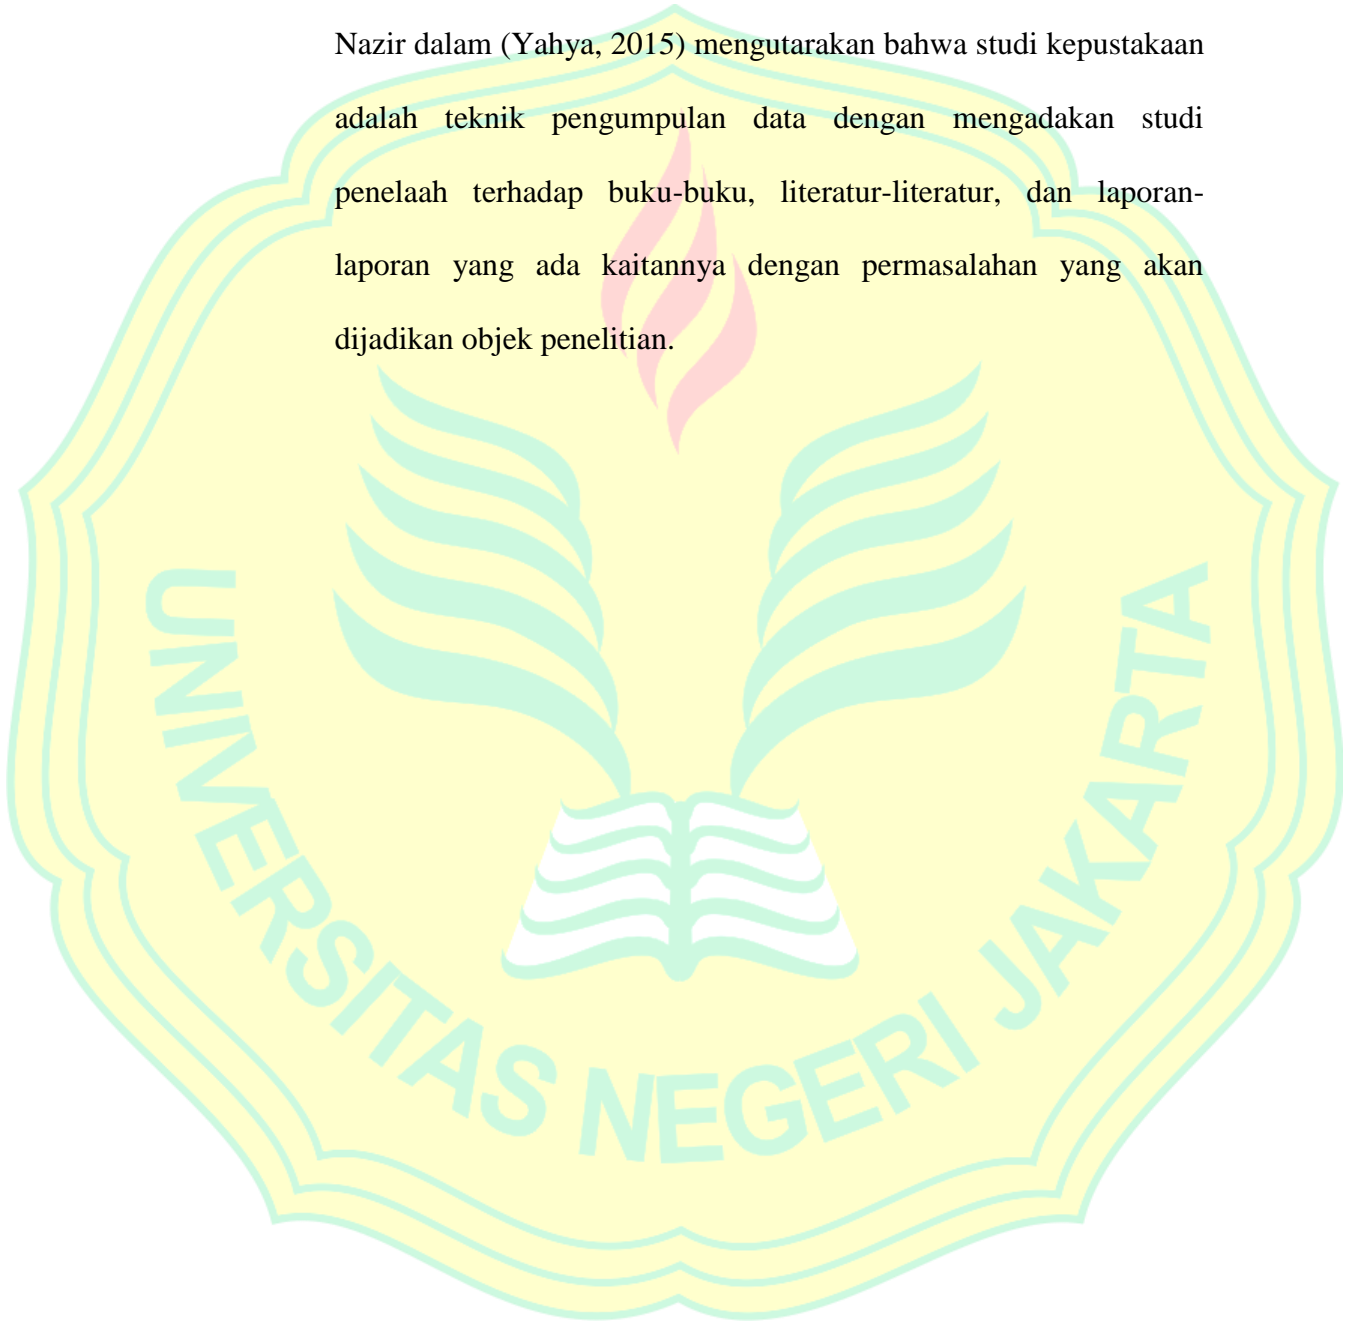 Nazir dalam (Yahya, 2015) mengutarakan bahwa studi kepustakaan
adalah teknik pengumpulan data dengan mengadakan studi
penelaah terhadap buku-buku, literatur-literatur, dan laporan-
laporan yang ada kaitannya dengan permasalahan yang akan
dijadikan objek penelitian.
UNIVERSITAS NEGERI JAKARTA